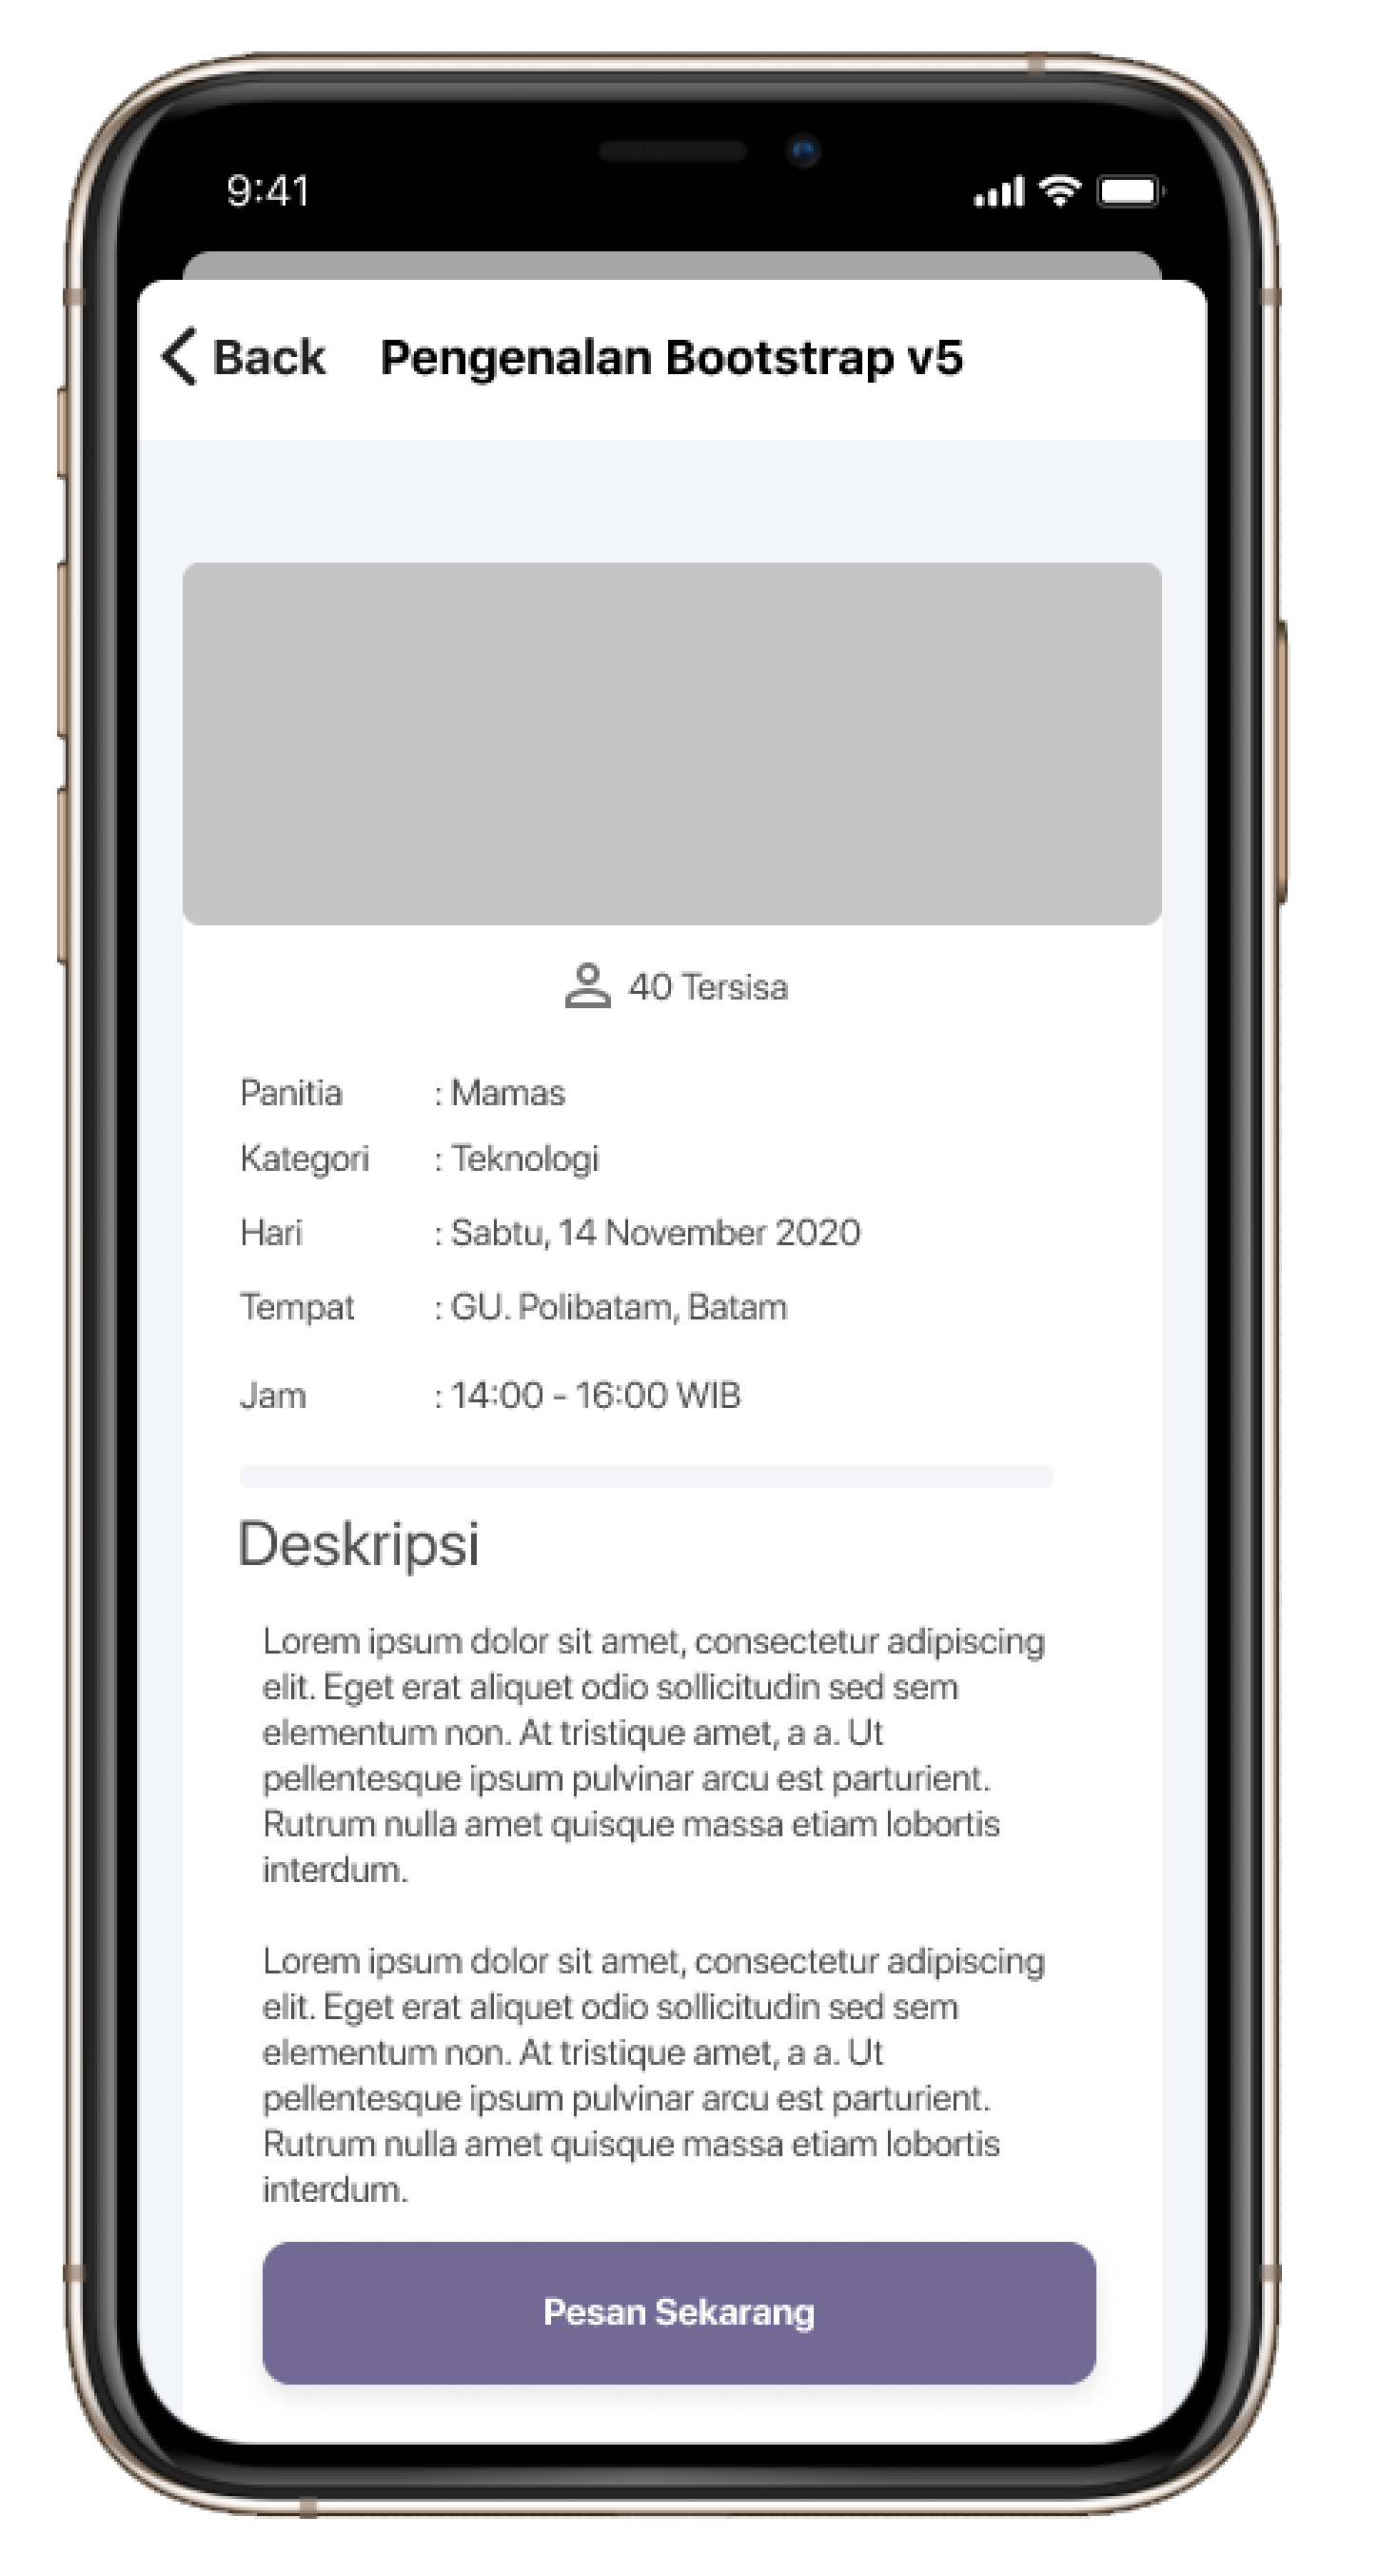 9:41
Back Pengenalan Bootstrap v5
40 Tersisa
Panitia : Mamas
Kategori : Teknologi
Hari : Sabtu, 14 November 2020
Tempat : GU. Polibatam, Batam
Jam : 14:00 - 16:00 WIB
Deskripsi
Lorem ipsum dolor sit amet, consectetur adipiscing
elit. Eget erat aliquet odio sollicitudin sed sem
elementum non. At tristique amet, a a. Ut
pellentesque ipsum pulvinar arcu est parturient.
Rutrum nulla amet quisque massa etiam lobortis
interdum.
Lorem ipsum dolor sit amet, consectetur adipiscing
elit. Eget erat aliquet odio sollicitudin sed sem
elementum non. At tristique amet, a a. Ut
pellentesque ipsum pulvinar arcu est parturient.
Rutrum nulla amet quisque massa etiam lobortis
interdum.
Pesan Sekarang